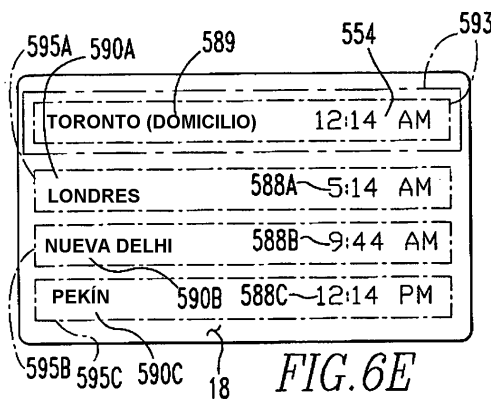 595A 590A 589 554 593
TORONTO (DOMICILIO) 12:14 AM
LONDRES 588A 5:14 AM
NUEVA DELHI 588B 9:44 AM
590B
PEKÍN 588C 12:14 PM
595B 595C 590C 18 FIG.6E